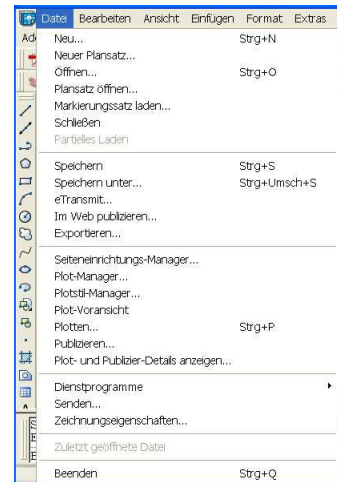 Datei Bearbeiten Ansicht Einfügen Format Extras
Neu... Strg+N
Neuer Plansatz...
Öffnen... Strg+O
Plansatz öffnen...
Markierungssatz laden...
Schließen
Partielles Laden
Speichern Strg+S
Speichern unter... Strg+Umsch+S
eTransmit...
Im Web publizieren...
Exportieren...
Seiteneinrichtungs-Manager...
Plot-Manager...
Plotstil-Manager...
Plot-Voransicht
Plotten... Strg+P
Publizieren...
Plot- und Publizier-Details anzeigen...
Dienstprogramme
Senden...
Zeichnungseigenschaften...
Zuletzt geöffnete Datei
Beenden Strg+Q